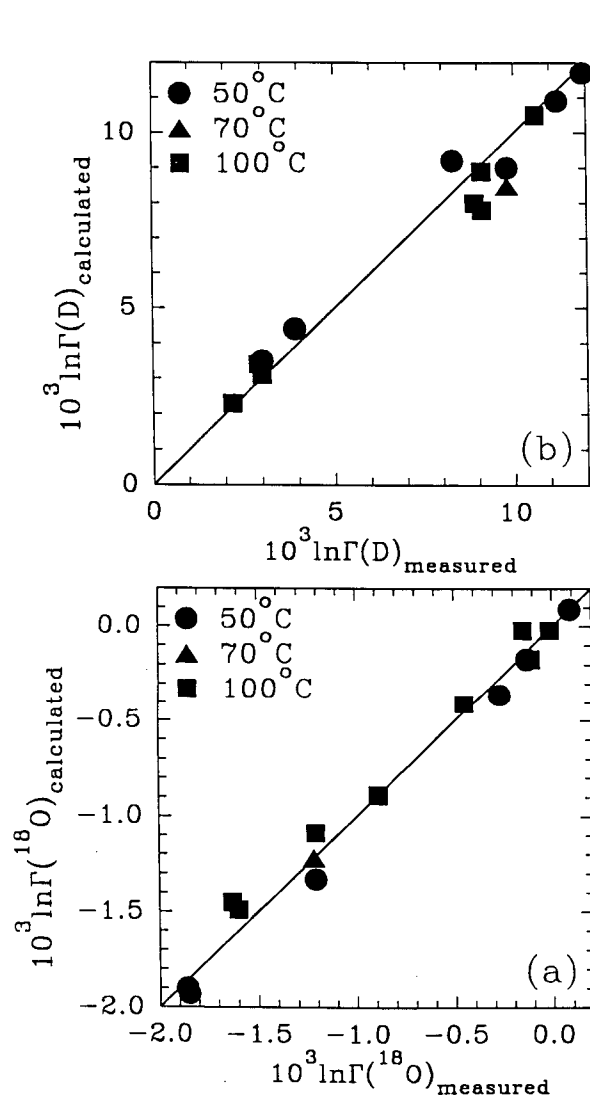 50°C
70°C
100°C
10
5
0
10³lnΓ(D)calculated
(b)
0 5 10
10³lnΓ(D)measured
50°C
70°C
100°C
0.0
−0.5
−1.0
−1.5
−2.0
10³lnΓ(¹⁸O)calculated
(a)
−2.0 −1.5 −1.0 −0.5 0.0
10³lnΓ(¹⁸O)measured